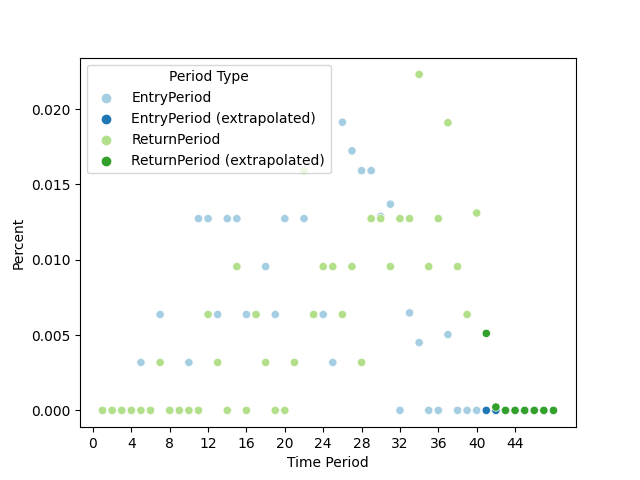 Period Type
EntryPeriod
EntryPeriod (extrapolated)
ReturnPeriod
ReturnPeriod (extrapolated)
Percent
0.020
0.015
0.010
0.005
0.000
0 4 8 12 16 20 24 28 32 36 40 44
Time Period